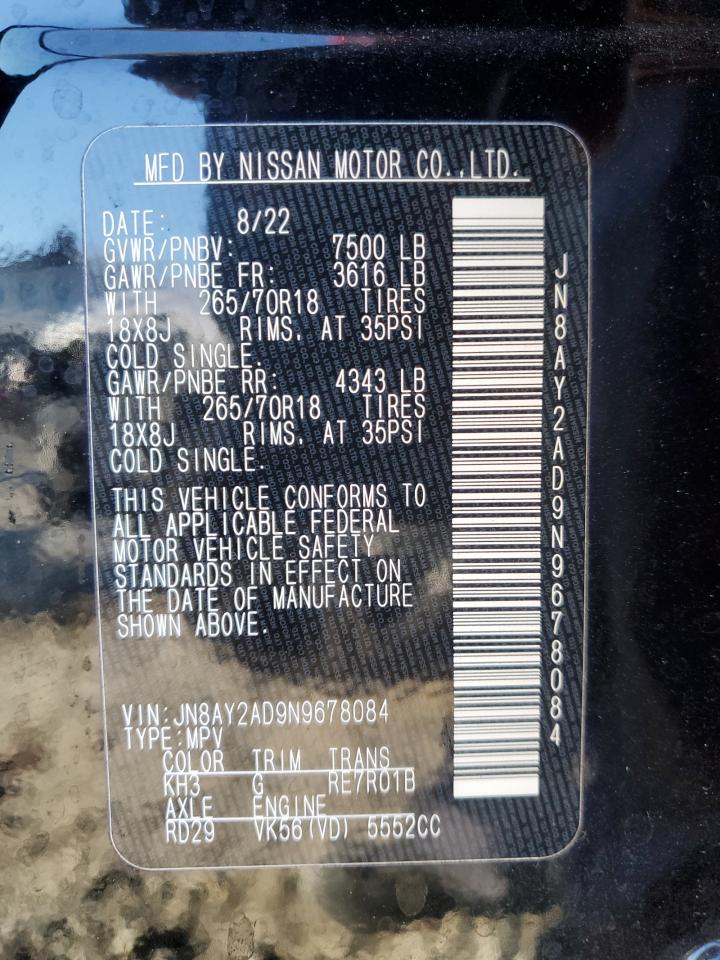 MFD BY NISSAN MOTOR CO.,LTD.
DATE: 8/22
GVWR/PNBV: 7500 LB
GAWR/PNBE FR: 3616 LB
WITH 265/70R18 TIRES
18X8J RIMS. AT 35PSI
COLD SINGLE.
GAWR/PNBE RR: 4343 LB
WITH 265/70R18 TIRES
18X8J RIMS. AT 35PSI
COLD SINGLE.
THIS VEHICLE CONFORMS TO
ALL APPLICABLE FEDERAL
MOTOR VEHICLE SAFETY
STANDARDS IN EFFECT ON
THE DATE OF MANUFACTURE
SHOWN ABOVE.
VIN:JN8AY2AD9N9678084
TYPE:MPV
COLOR TRIM TRANS
KH3 G RE7R01B
AXLE ENGINE
RD29 VK56(VD) 5552CC
JN8AY2AD9N9678084